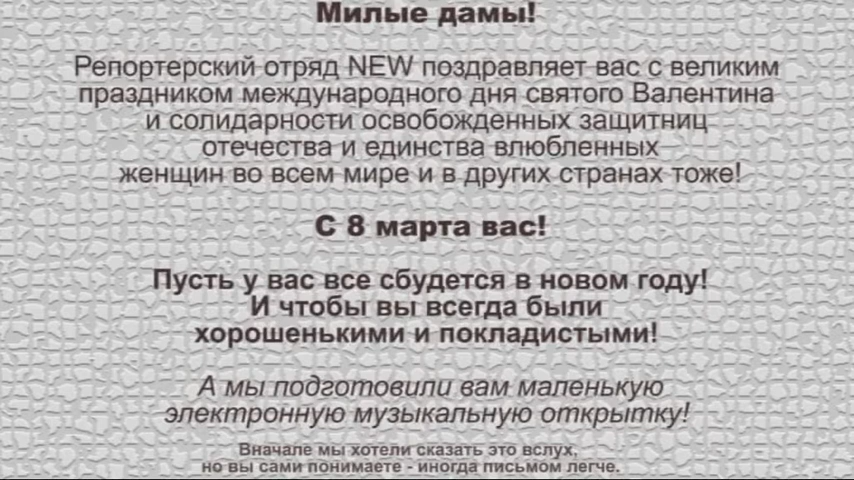 Милые дамы!
Репортерский отряд NEW поздравляет вас с великим
праздником международного дня святого Валентина
и солидарности освобожденных защитниц
отечества и единства влюбленных
женщин во всем мире и в других странах тоже!
С 8 марта вас!
Пусть у вас все сбудется в новом году!
И чтобы вы всегда были
хорошенькими и покладистыми!
А мы подготовили вам маленькую
электронную музыкальную открытку!
Вначале мы хотели сказать это вслух,
но вы сами понимаете - иногда письмом легче.